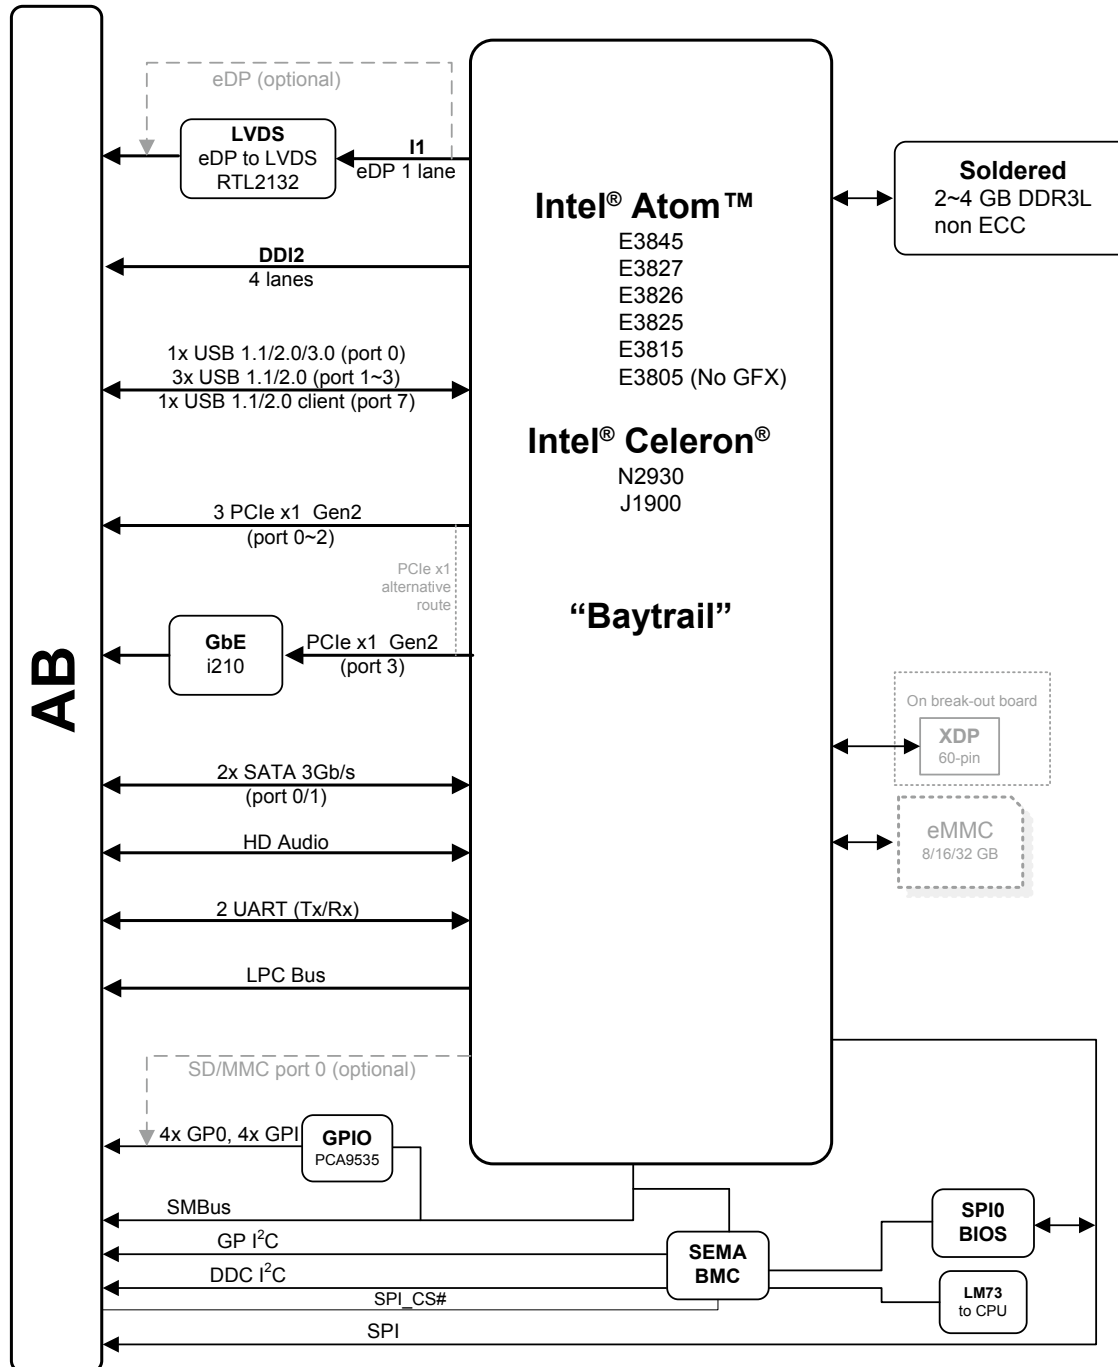 AB
eDP (optional)
LVDS
eDP to LVDS
RTL2132
I1
eDP 1 lane
DDI2
4 lanes
1x USB 1.1/2.0/3.0 (port 0)
3x USB 1.1/2.0 (port 1~3)
1x USB 1.1/2.0 client (port 7)
3 PCIe x1 Gen2
(port 0~2)
PCIe x1
alternative
route
GbE
i210
PCIe x1 Gen2
(port 3)
2x SATA 3Gb/s
(port 0/1)
HD Audio
2 UART (Tx/Rx)
LPC Bus
SD/MMC port 0 (optional)
4x GP0, 4x GPI
GPIO
PCA9535
SMBus
GP I²C
DDC I²C
SPI_CS#
SPI
Intel® Atom™
E3845
E3827
E3826
E3825
E3815
E3805 (No GFX)
Intel® Celeron®
N2930
J1900
“Baytrail”
Soldered
2~4 GB DDR3L
non ECC
On break-out board
XDP
60-pin
eMMC
8/16/32 GB
SEMA
BMC
SPI0
BIOS
LM73
to CPU